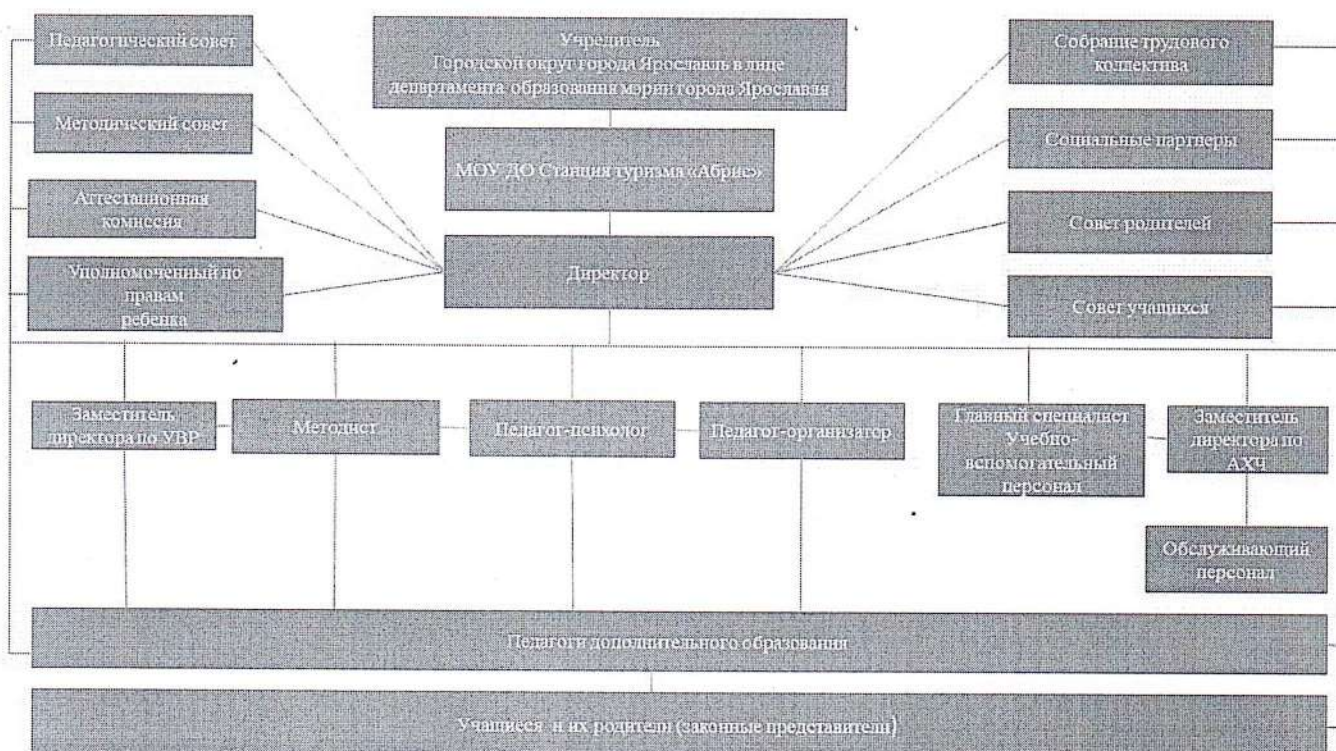 Педагогический совет
Учредитель
Городской округ города Ярославль в лице
депвртамента образования мэрии города Ярославля
Собрание трудового
коллектива
Методический совет
МОУ ДО Станция туризма «Абрис»
Социальные партнеры
Аттестационная
комиссия
Совет родителей
Уполномоченный по
правам
ребенка
Директор
Совет учащихся
Заместитель
директора по УВР
Методист
Педагог-психолог
Педагог-организатор
Главный специалист
Учебно-
вспомогательный
персонал
Заместитель
директора по
АХЧ
Обслуживающий
персонал
Педагоги дополнительного образования
Учащиеся и их родители (законные представители)